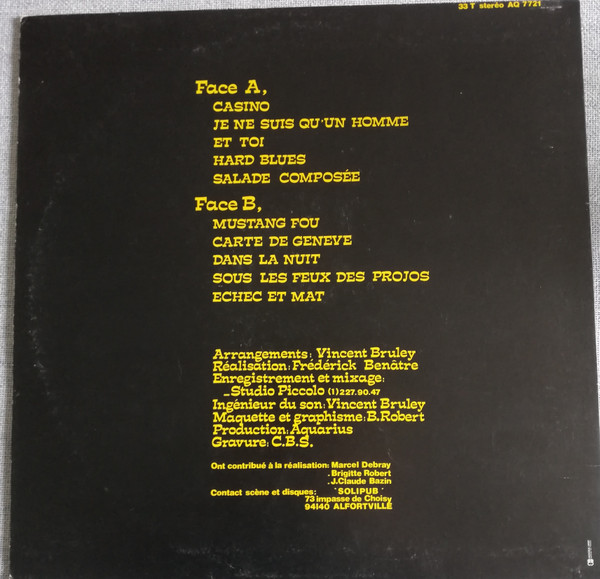 33 T stéréo AQ 7721
Face A,
CASINO
JE NE SUIS QU'UN HOMME
ET TOI
HARD BLUES
SALADE COMPOSÉE
Face B,
MUSTANG FOU
CARTE DE GENEVE
DANS LA NUIT
SOUS LES FEUX DES PROJOS
ECHEC ET MAT
Arrangements: Vincent Bruley
Réalisation: Frédérick Benâtre
Enregistrement et mixage:
_Studio Piccolo (1) 227.90.47
Ingénieur du son: Vincent Bruley
Maquette et graphisme: B. Robert
Production: Aquarius
Gravure: C.B.S.
Ont contribué à la réalisation: Marcel Debray
. Brigitte Robert
. J. Claude Bazin
Contact scène et disques: ' SOLIPUB '
73 impasse de Choisy
94140 ALFORTVILLE